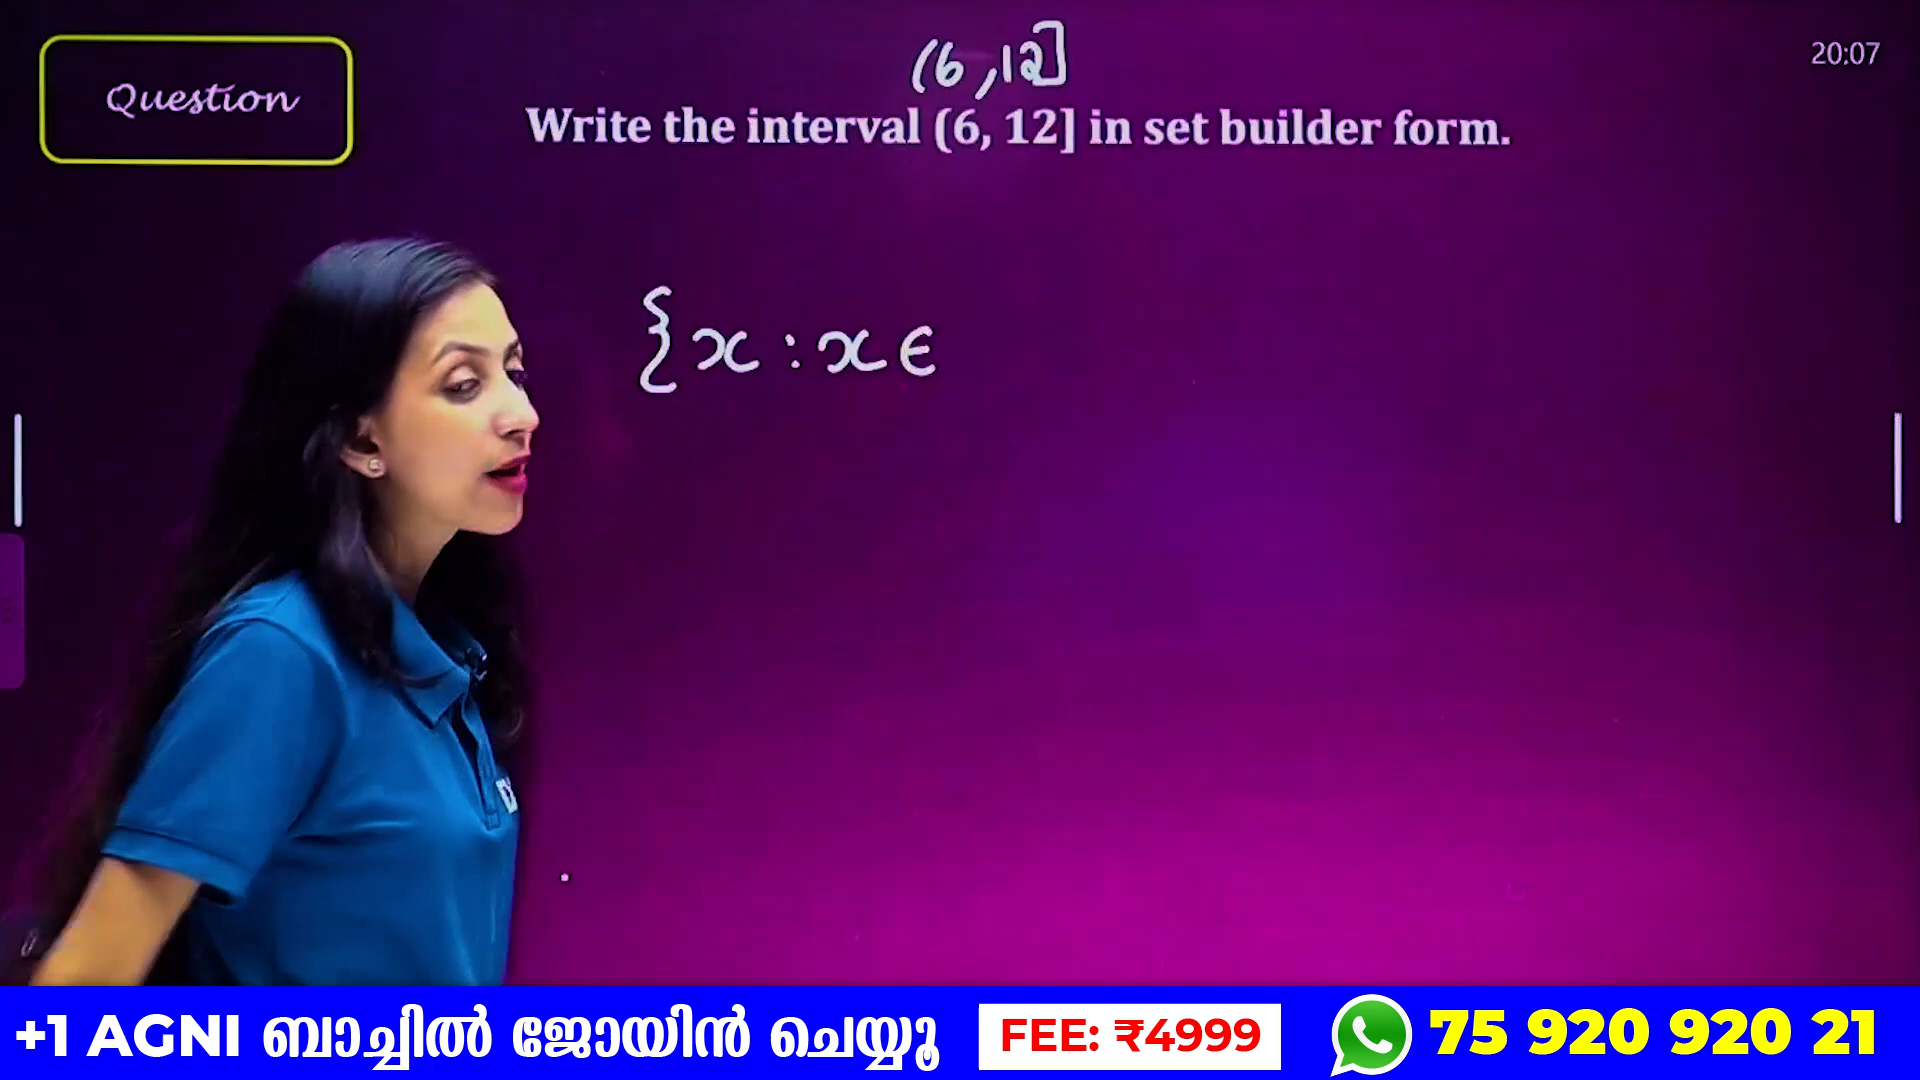 (6,12]
Question
20:07
Write the interval (6, 12] in set builder form.
{x : x ∈
+1 AGNI ബാച്ചിൽ ജോയിൻ ചെയ്യൂ
FEE: ₹4999
75 920 920 21